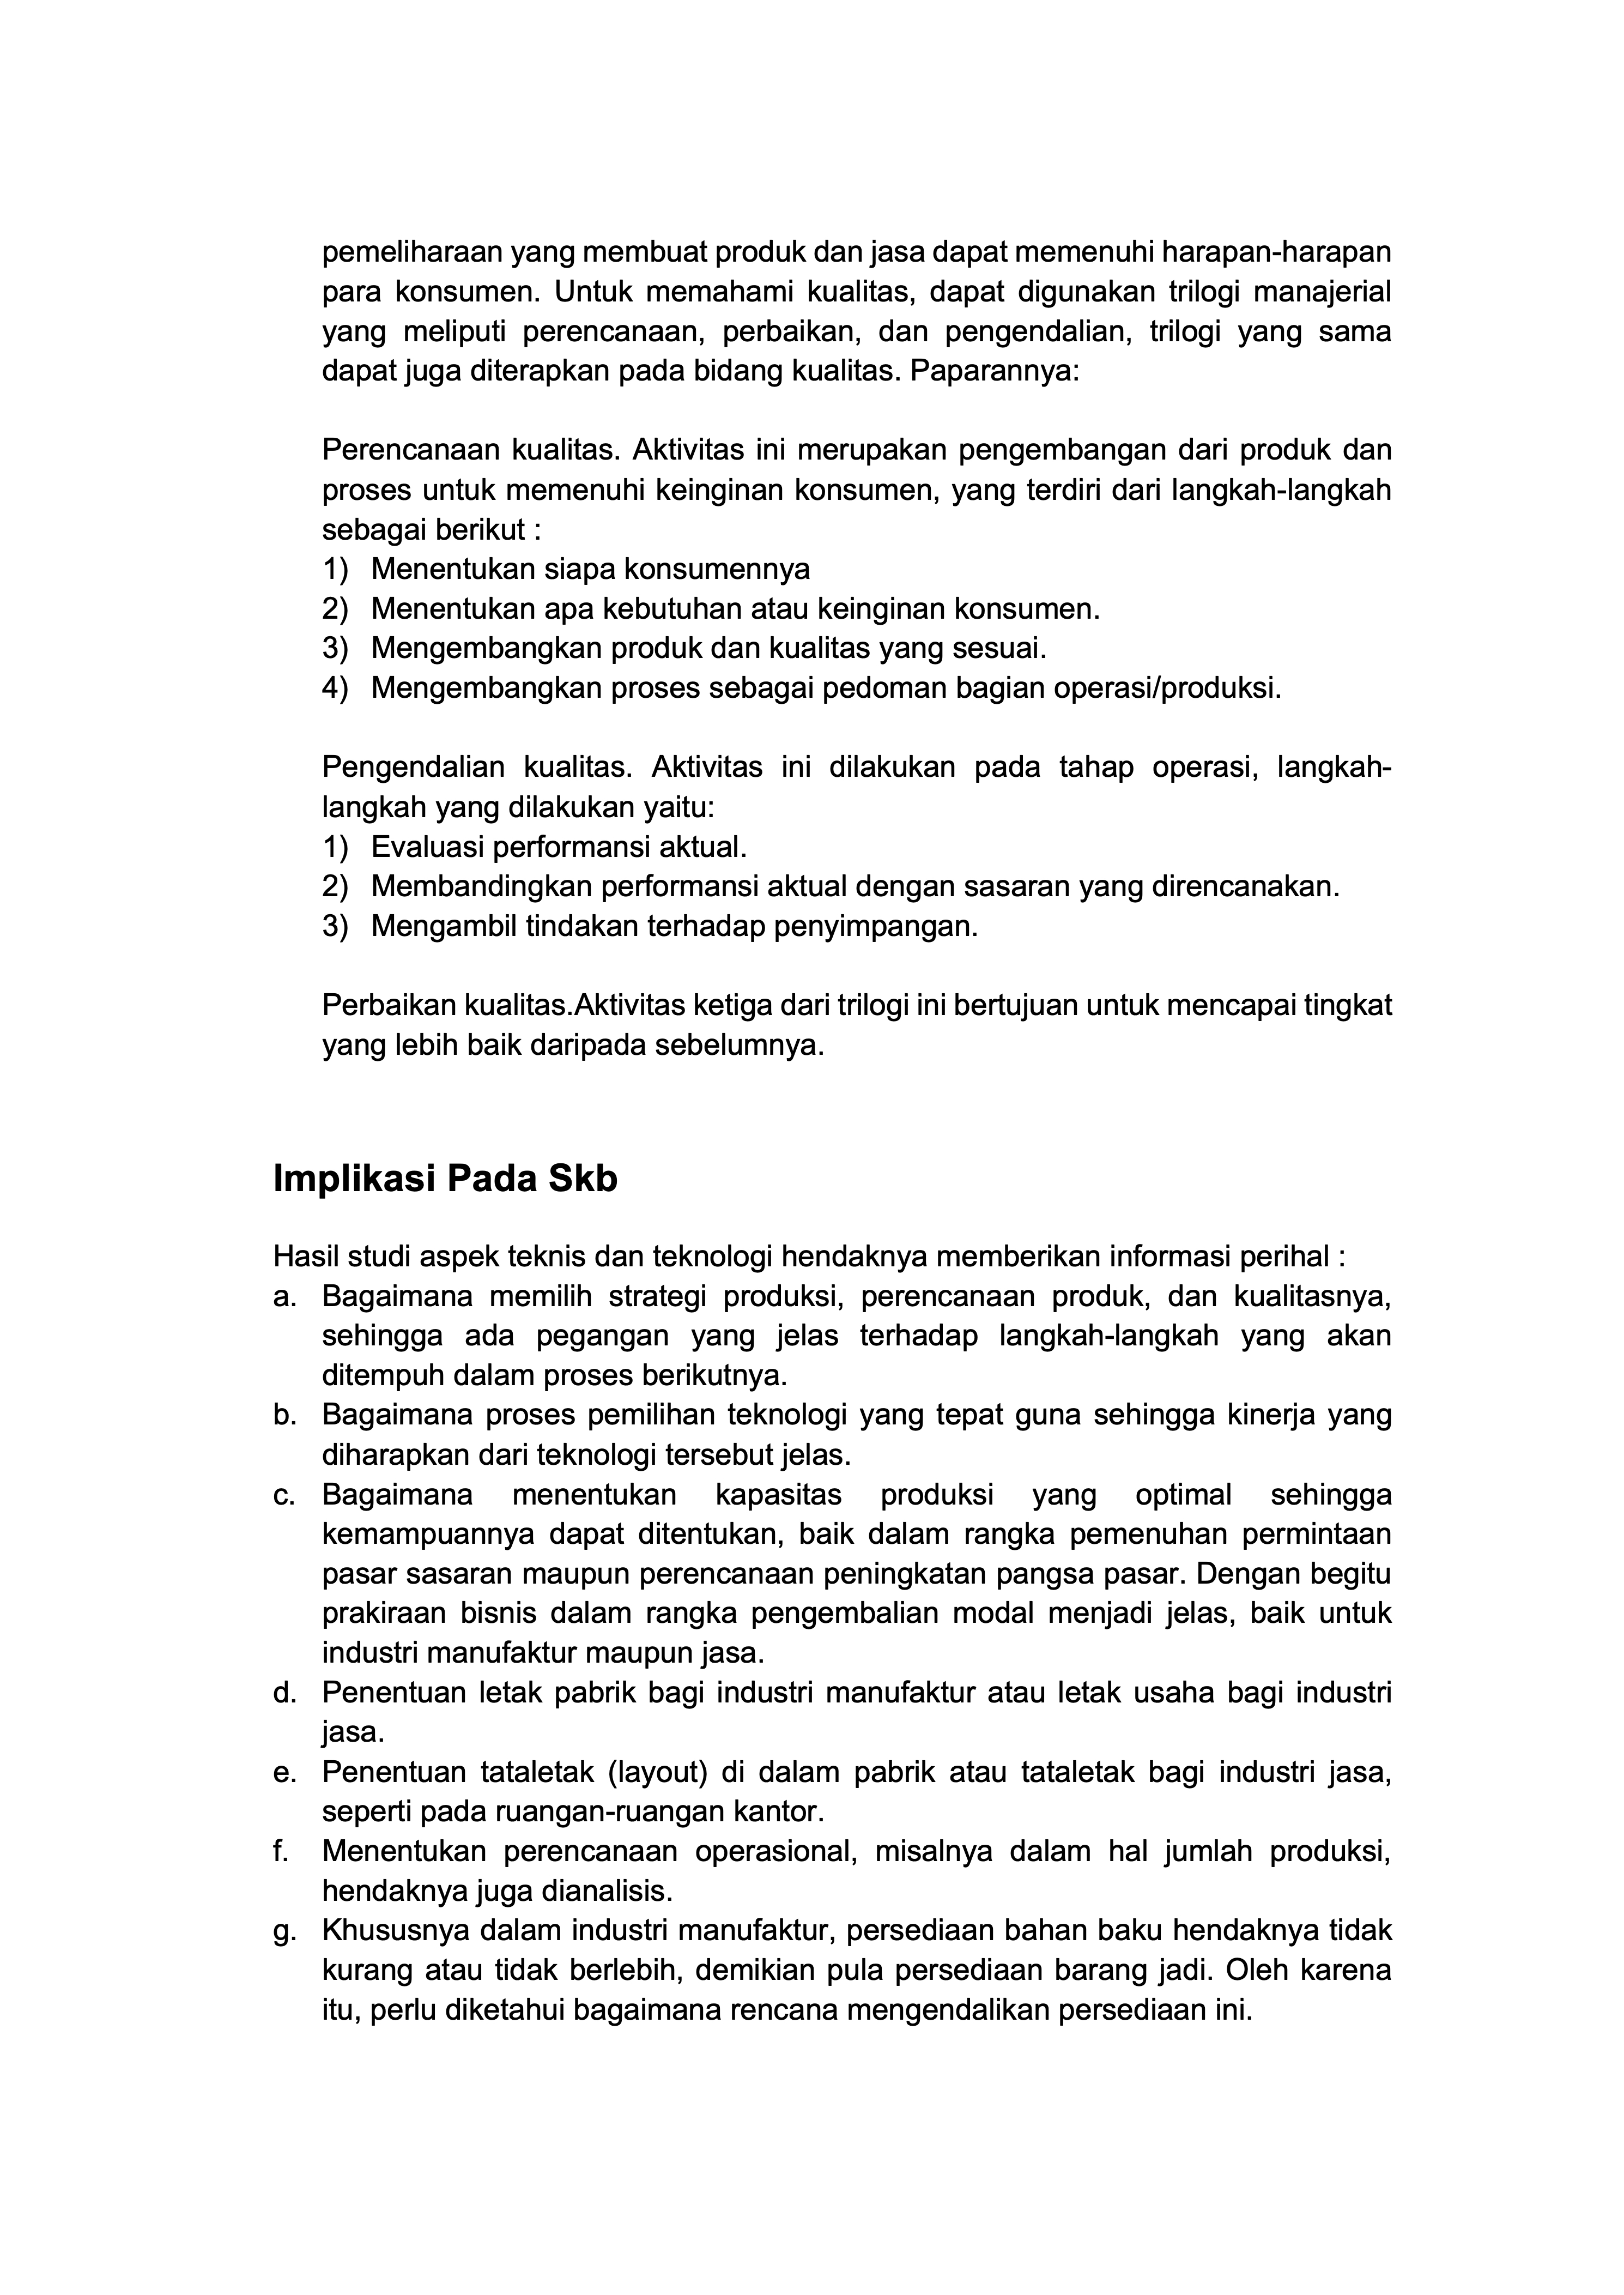 pemeliharaan yang membuat produk dan jasa dapat memenuhi harapan-harapan
para konsumen. Untuk memahami kualitas, dapat digunakan trilogi manajerial
yang meliputi perencanaan, perbaikan, dan pengendalian, trilogi yang sama
dapat juga diterapkan pada bidang kualitas. Paparannya:
Perencanaan kualitas. Aktivitas ini merupakan pengembangan dari produk dan
proses untuk memenuhi keinginan konsumen, yang terdiri dari langkah-langkah
sebagai berikut :
1) Menentukan siapa konsumennya
2) Menentukan apa kebutuhan atau keinginan konsumen.
3) Mengembangkan produk dan kualitas yang sesuai.
4) Mengembangkan proses sebagai pedoman bagian operasi/produksi.
Pengendalian kualitas. Aktivitas ini dilakukan pada tahap operasi, langkah-
langkah yang dilakukan yaitu:
1) Evaluasi performansi aktual.
2) Membandingkan performansi aktual dengan sasaran yang direncanakan.
3) Mengambil tindakan terhadap penyimpangan.
Perbaikan kualitas.Aktivitas ketiga dari trilogi ini bertujuan untuk mencapai tingkat
yang lebih baik daripada sebelumnya.
Implikasi Pada Skb
Hasil studi aspek teknis dan teknologi hendaknya memberikan informasi perihal :
a. Bagaimana memilih strategi produksi, perencanaan produk, dan kualitasnya,
sehingga ada pegangan yang jelas terhadap langkah-langkah yang akan
ditempuh dalam proses berikutnya.
b. Bagaimana proses pemilihan teknologi yang tepat guna sehingga kinerja yang
diharapkan dari teknologi tersebut jelas.
c. Bagaimana menentukan kapasitas produksi yang optimal sehingga
kemampuannya dapat ditentukan, baik dalam rangka pemenuhan permintaan
pasar sasaran maupun perencanaan peningkatan pangsa pasar. Dengan begitu
prakiraan bisnis dalam rangka pengembalian modal menjadi jelas, baik untuk
industri manufaktur maupun jasa.
d. Penentuan letak pabrik bagi industri manufaktur atau letak usaha bagi industri
jasa.
e. Penentuan tataletak (layout) di dalam pabrik atau tataletak bagi industri jasa,
seperti pada ruangan-ruangan kantor.
f. Menentukan perencanaan operasional, misalnya dalam hal jumlah produksi,
hendaknya juga dianalisis.
g. Khususnya dalam industri manufaktur, persediaan bahan baku hendaknya tidak
kurang atau tidak berlebih, demikian pula persediaan barang jadi. Oleh karena
itu, perlu diketahui bagaimana rencana mengendalikan persediaan ini.